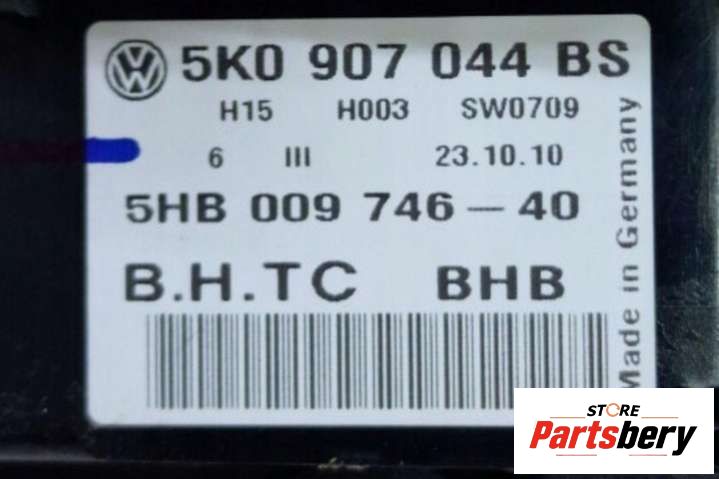 5K0 907 044 BS
H15 H003 SW0709
6 III 23.10.10
5HB 009 746 – 40
B.H.TC BHB
Made in Germany
STORE
Partsbery